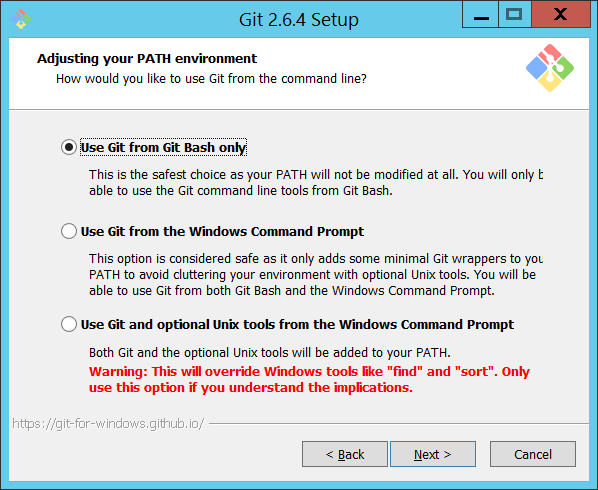 Git 2.6.4 Setup
Adjusting your PATH environment
How would you like to use Git from the command line?
Use Git from Git Bash only
This is the safest choice as your PATH will not be modified at all. You will only b
able to use the Git command line tools from Git Bash.
Use Git from the Windows Command Prompt
This option is considered safe as it only adds some minimal Git wrappers to you
PATH to avoid cluttering your environment with optional Unix tools. You will be
able to use Git from both Git Bash and the Windows Command Prompt.
Use Git and optional Unix tools from the Windows Command Prompt
Both Git and the optional Unix tools will be added to your PATH.
Warning: This will override Windows tools like "find" and "sort". Only
use this option if you understand the implications.
https://git-for-windows.github.io/
< Back
Next >
Cancel